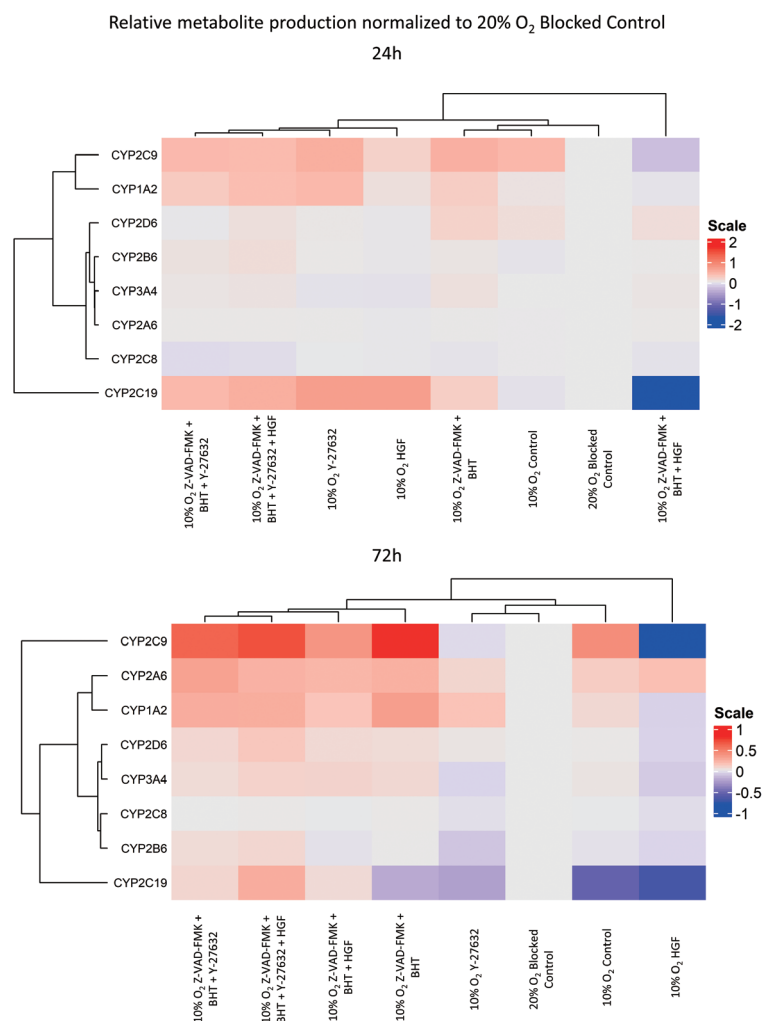 Relative metabolite production normalized to 20% O2 Blocked Control
24h
CYP2C9
CYP1A2
CYP2D6
CYP2B6
CYP3A4
CYP2A6
CYP2C8
CYP2C19
Scale
2
1
0
-1
-2
10% O2 Z-VAD-FMK +
BHT + Y-27632
10% O2 Z-VAD-FMK +
BHT + Y-27632 + HGF
10% O2 Y-27632
10% O2 HGF
10% O2 Z-VAD-FMK +
BHT
10% O2 Control
20% O2 Blocked
Control
10% O2 Z-VAD-FMK +
BHT + HGF
72h
CYP2C9
CYP2A6
CYP1A2
CYP2D6
CYP3A4
CYP2C8
CYP2B6
CYP2C19
Scale
1
0.5
0
-0.5
-1
10% O2 Z-VAD-FMK +
BHT + Y-27632
10% O2 Z-VAD-FMK +
BHT + Y-27632 + HGF
10% O2 Z-VAD-FMK +
BHT + HGF
10% O2 Z-VAD-FMK +
BHT
10% O2 Y-27632
20% O2 Blocked
Control
10% O2 Control
10% O2 HGF